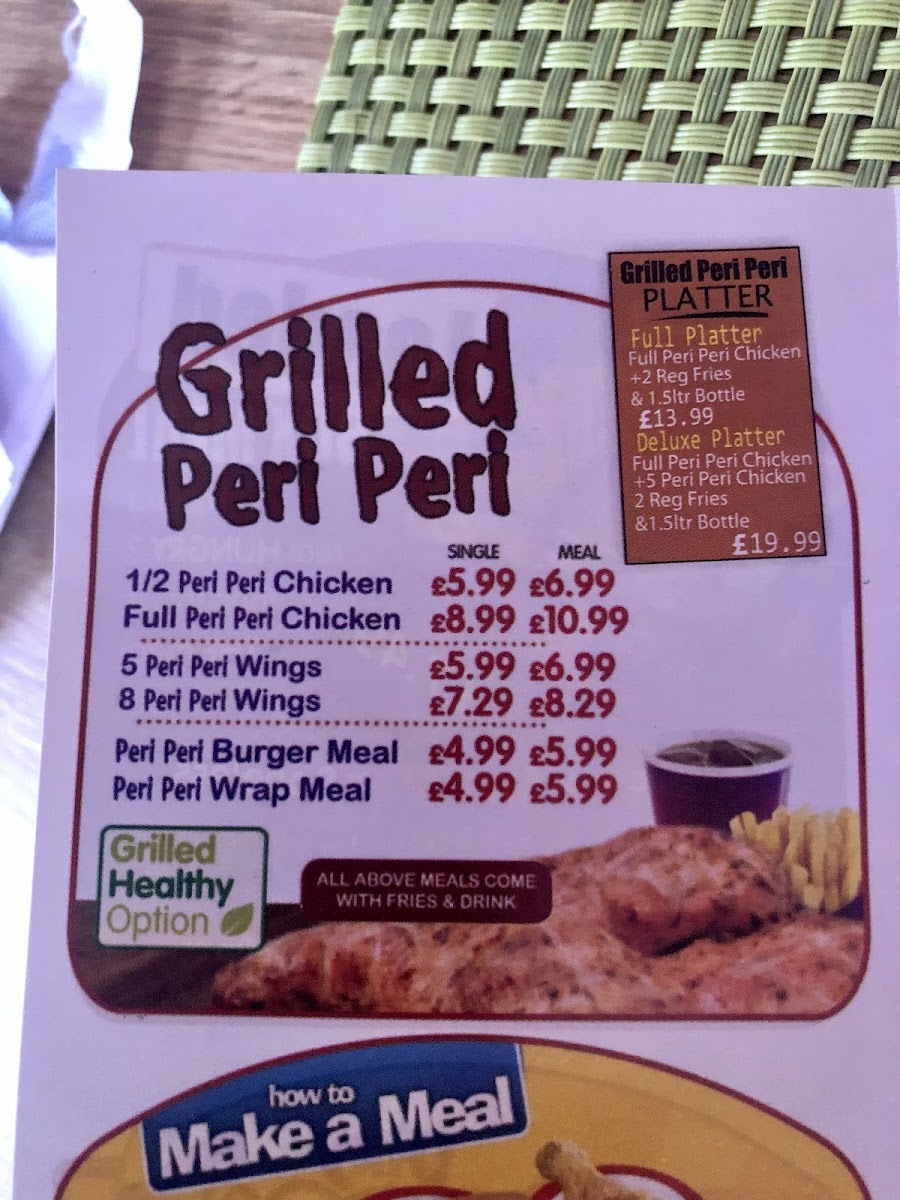 Grilled
Peri Peri
Grilled Peri Peri
PLATTER
Full Platter
Full Peri Peri Chicken
+2 Reg Fries
& 1.5ltr Bottle
£13.99
Deluxe Platter
Full Peri Peri Chicken
+5 Peri Peri Chicken
2 Reg Fries
&1.5ltr Bottle
£19.99
SINGLE MEAL
1/2 Peri Peri Chicken £5.99 £6.99
Full Peri Peri Chicken £8.99 £10.99
5 Peri Peri Wings £5.99 £6.99
8 Peri Peri Wings £7.29 £8.29
Peri Peri Burger Meal £4.99 £5.99
Peri Peri Wrap Meal £4.99 £5.99
Grilled
Healthy
Option
ALL ABOVE MEALS COME
WITH FRIES & DRINK
how to
Make a Meal